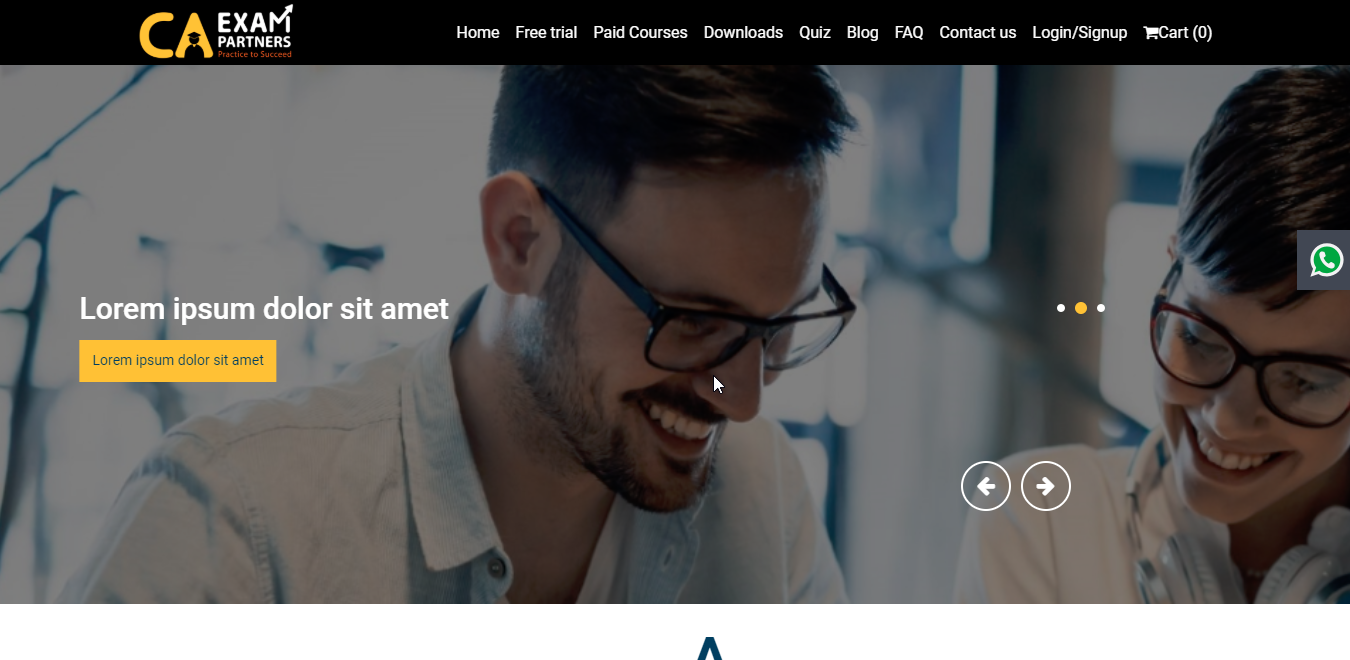 CA EXAM PARTNERS
Practice to Succeed
Home Free trial Paid Courses Downloads Quiz Blog FAQ Contact us Login/Signup Cart (0)
Lorem ipsum dolor sit amet
Lorem ipsum dolor sit amet